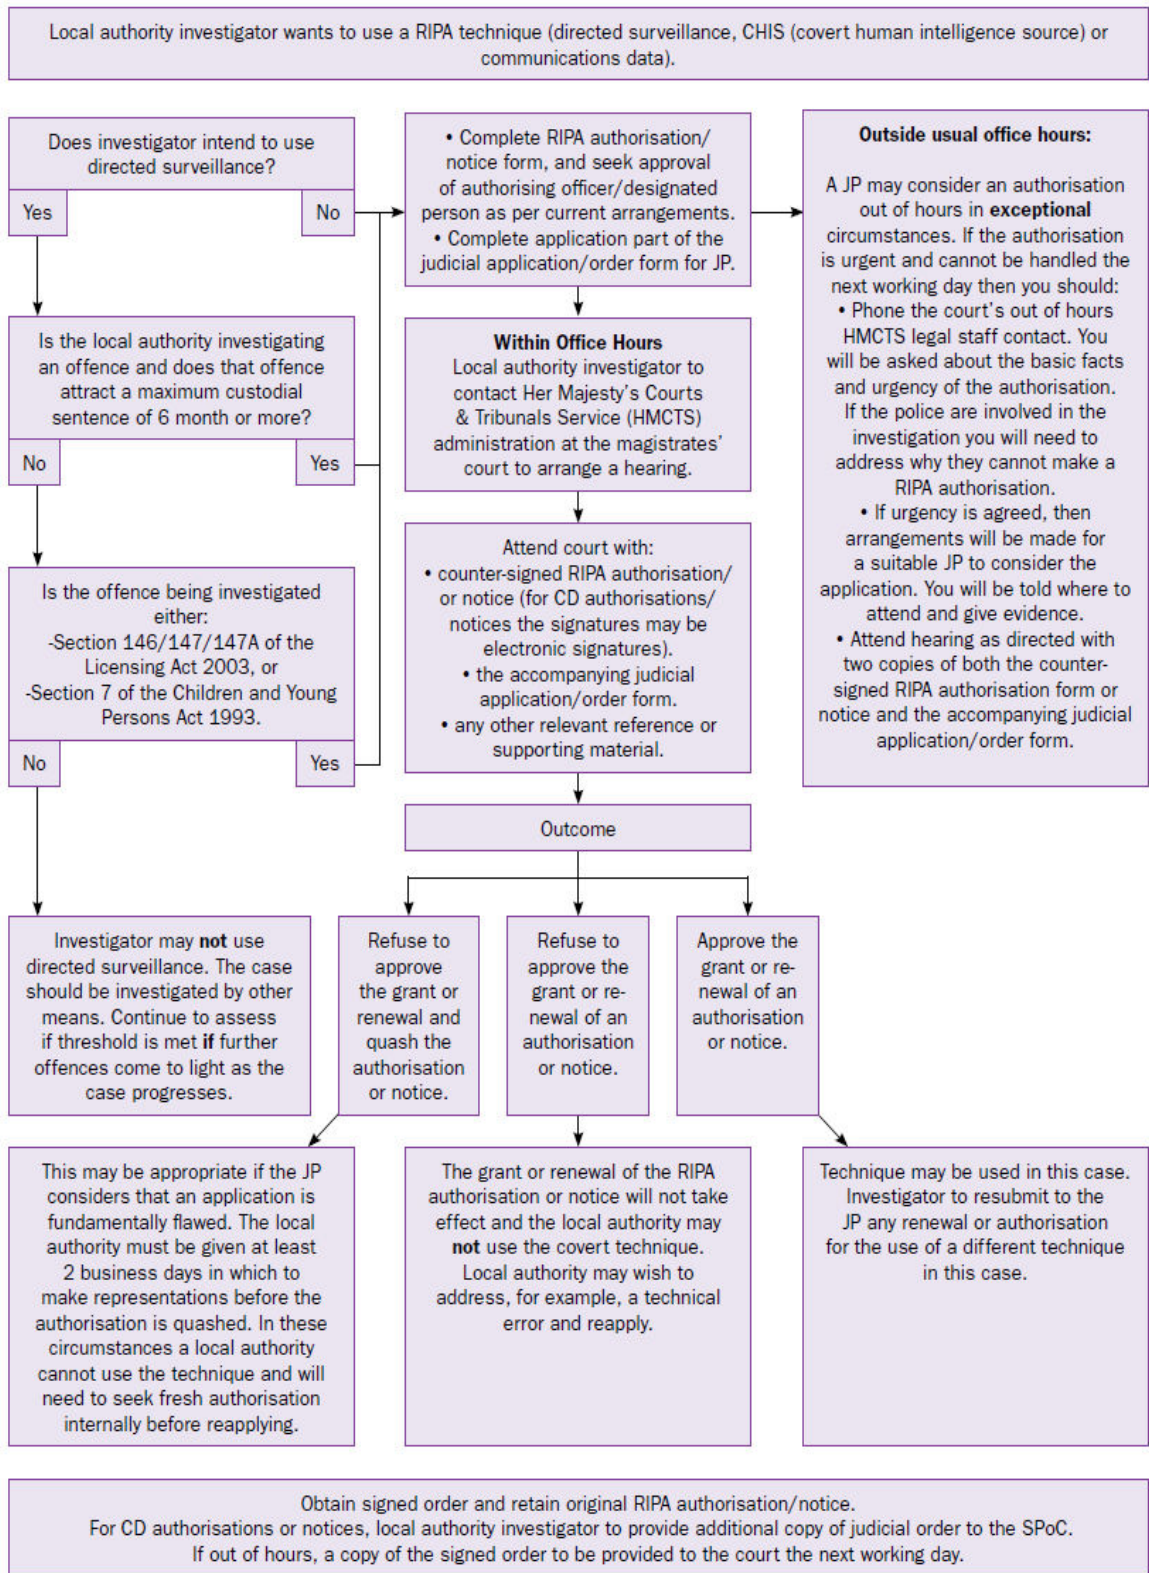 Local authority investigator wants to use a RIPA technique (directed surveillance, CHIS (covert human intelligence source) or
communications data).
Does investigator intend to use
directed surveillance?
Yes
No
Is the local authority investigating
an offence and does that offence
attract a maximum custodial
sentence of 6 month or more?
No
Yes
Is the offence being investigated
either:
-Section 146/147/147A of the
Licensing Act 2003, or
-Section 7 of the Children and Young
Persons Act 1993.
No
Yes
• Complete RIPA authorisation/
notice form, and seek approval
of authorising officer/designated
person as per current arrangements.
• Complete application part of the
judicial application/order form for JP.
Within Office Hours
Local authority investigator to
contact Her Majesty's Courts
& Tribunals Service (HMCTS)
administration at the magistrates'
court to arrange a hearing.
Attend court with:
• counter-signed RIPA authorisation/
or notice (for CD authorisations/
notices the signatures may be
electronic signatures).
• the accompanying judicial
application/order form.
• any other relevant reference or
supporting material.
Outside usual office hours:
A JP may consider an authorisation
out of hours in exceptional
circumstances. If the authorisation
is urgent and cannot be handled the
next working day then you should:
• Phone the court's out of hours
HMCTS legal staff contact. You
will be asked about the basic facts
and urgency of the authorisation.
If the police are involved in the
investigation you will need to
address why they cannot make a
RIPA authorisation.
• If urgency is agreed, then
arrangements will be made for
a suitable JP to consider the
application. You will be told where to
attend and give evidence.
• Attend hearing as directed with
two copies of both the counter-
signed RIPA authorisation form or
notice and the accompanying judicial
application/order form.
Outcome
Investigator may not use
directed surveillance. The case
should be investigated by other
means. Continue to assess
if threshold is met if further
offences come to light as the
case progresses.
Refuse to
approve
the grant or
renewal and
quash the
authorisation
or notice.
Refuse to
approve the
grant or re-
newal of an
authorisation
or notice.
Approve the
grant or re-
newal of an
authorisation
or notice.
This may be appropriate if the JP
considers that an application is
fundamentally flawed. The local
authority must be given at least
2 business days in which to
make representations before the
authorisation is quashed. In these
circumstances a local authority
cannot use the technique and will
need to seek fresh authorisation
internally before reapplying.
The grant or renewal of the RIPA
authorisation or notice will not take
effect and the local authority may
not use the covert technique.
Local authority may wish to
address, for example, a technical
error and reapply.
Technique may be used in this case.
Investigator to resubmit to the
JP any renewal or authorisation
for the use of a different technique
in this case.
Obtain signed order and retain original RIPA authorisation/notice.
For CD authorisations or notices, local authority investigator to provide additional copy of judicial order to the SPoC.
If out of hours, a copy of the signed order to be provided to the court the next working day.